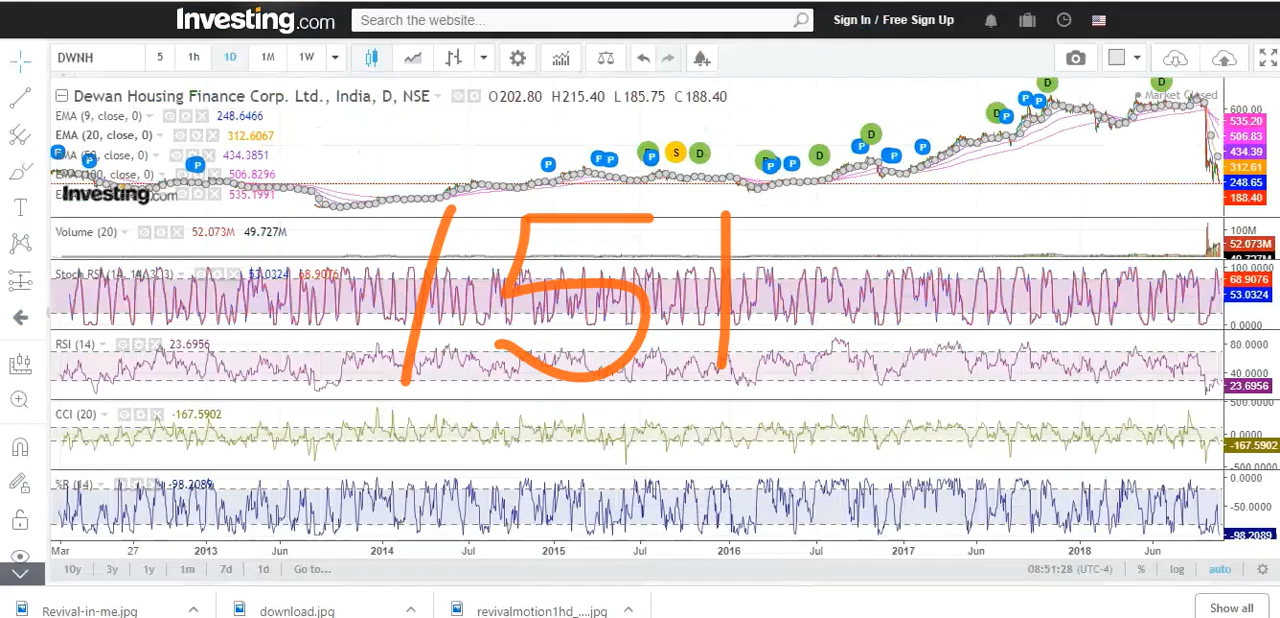 Investing.com
Search the website...
Sign In / Free Sign Up
DWNH 5 1h 1D 1M 1W
Dewan Housing Finance Corp. Ltd., India, D, NSE O202.80 H215.40 L185.75 C188.40
Market Closed
EMA (9, close, 0) 248.6466
EMA (20, close, 0) 312.6067
EMA (50, close, 0) 434.3851
EMA (100, close, 0) 506.8296
535.1991
Investing.com
P P P P P P D P S D D P P D P D P P D P P P D D
600.00
535.20
506.83
434.39
312.61
248.65
188.40
Volume (20) 52.073M 49.727M
100M
52.073M
49.727M
Stoch RSI (14, 14, 3, 3) 53.0324 68.9076
100.0000
68.9076
53.0324
0.0000
RSI (14) 23.6956
80.0000
40.0000
23.6956
CCI (20) -167.5902
500.0000
0.0000
-167.5902
-500.0000
%R (14) -98.2089
0.0000
-50.0000
-98.2089
151
Mar 27 2013 Jun 2014 Jul 2015 Jul 2016 Jul 2017 Jun 2018 Jun
10y 3y 1y 1m 7d 1d Go to... 08:51:28 (UTC-4) % log auto
Revival-in-me.jpg download.jpg revivalmotion1hd_....jpg Show all